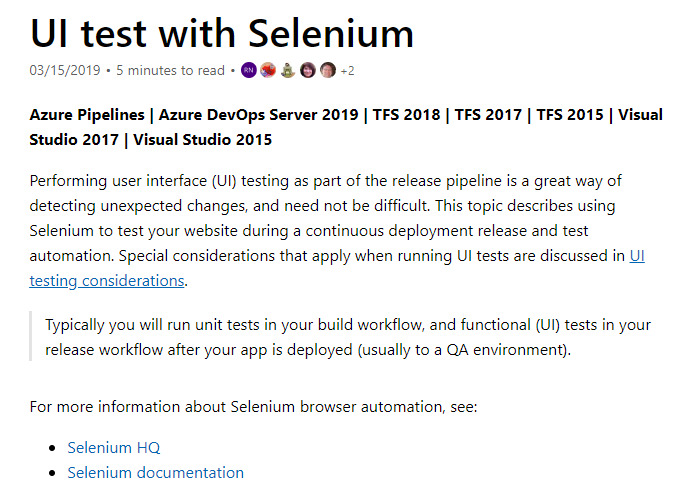 UI test with Selenium
03/15/2019 • 5 minutes to read • RN +2
Azure Pipelines | Azure DevOps Server 2019 | TFS 2018 | TFS 2017 | TFS 2015 | Visual
Studio 2017 | Visual Studio 2015
Performing user interface (UI) testing as part of the release pipeline is a great way of
detecting unexpected changes, and need not be difficult. This topic describes using
Selenium to test your website during a continuous deployment release and test
automation. Special considerations that apply when running UI tests are discussed in UI
testing considerations.
Typically you will run unit tests in your build workflow, and functional (UI) tests in your
release workflow after your app is deployed (usually to a QA environment).
For more information about Selenium browser automation, see:
• Selenium HQ
• Selenium documentation